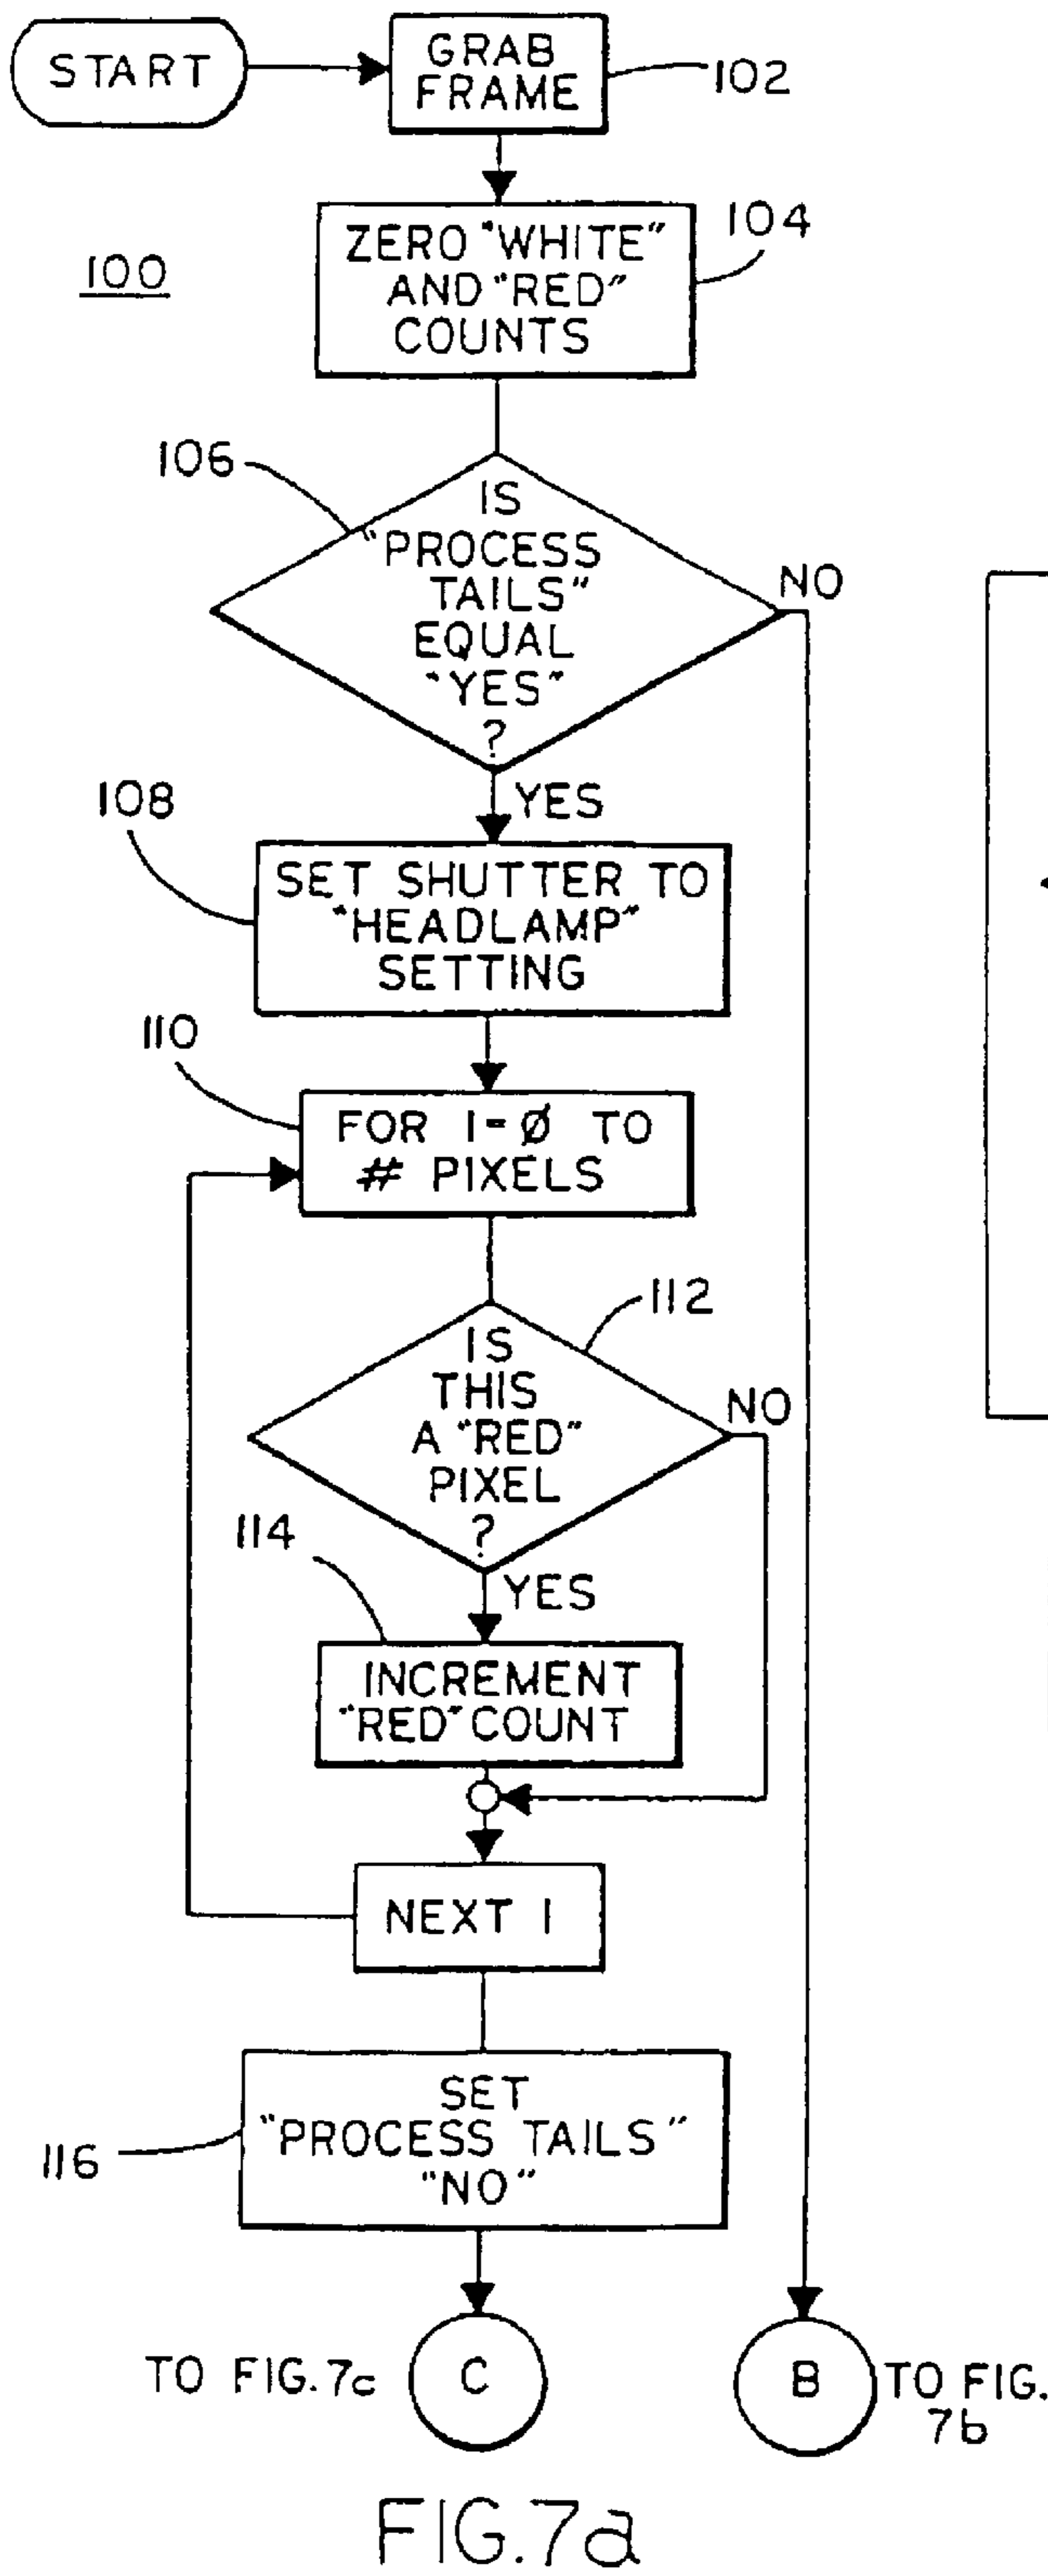 START
GRAB
FRAME
102
100
ZERO "WHITE"
AND "RED"
COUNTS
104
106
IS
"PROCESS
TAILS"
EQUAL
"YES"
?
NO
YES
108
SET SHUTTER TO
"HEADLAMP"
SETTING
110
FOR I=Ø TO
# PIXELS
112
IS
THIS
A "RED"
PIXEL
?
NO
YES
114
INCREMENT
"RED" COUNT
NEXT I
116
SET
"PROCESS TAILS"
"NO"
TO FIG. 7c
C
B
TO FIG.
7b
FIG. 7a